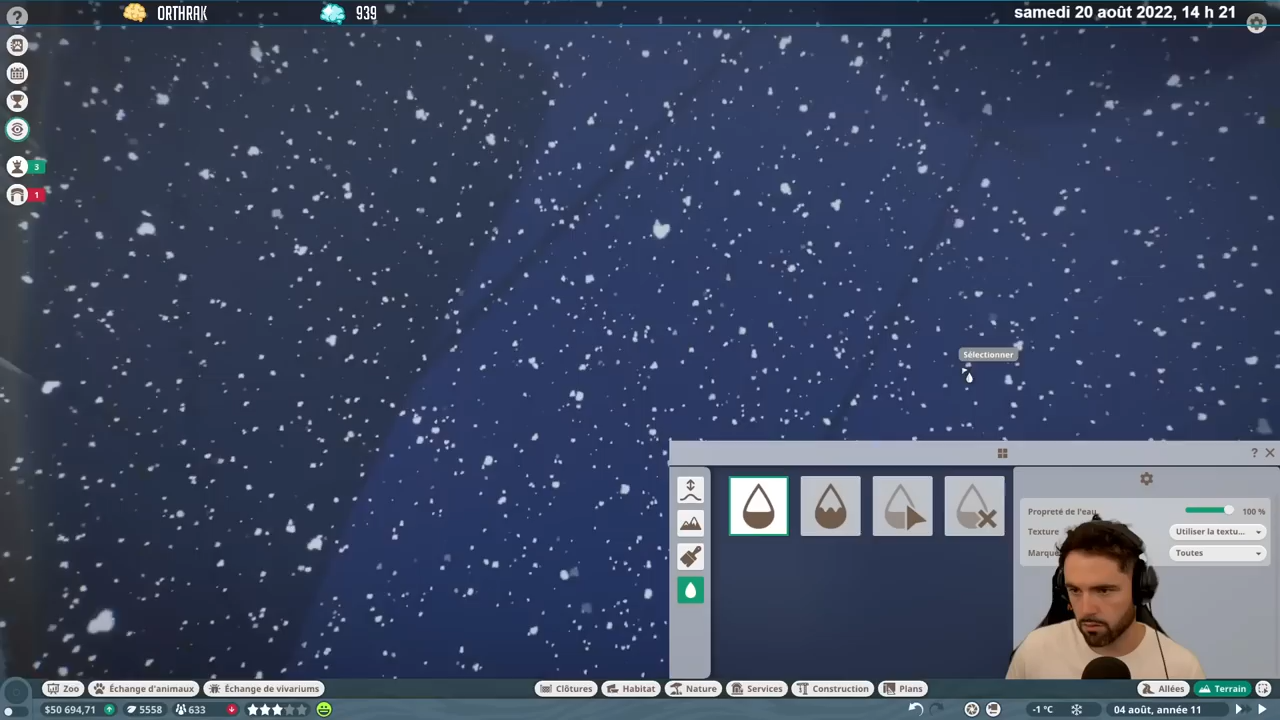 ORTHRAK
939
samedi 20 août 2022, 14 h 21
3
1
Sélectionner
Propreté de l'eau
100 %
Texture
Utiliser la textu...
Marque
Toutes
Zoo
Échange d'animaux
Échange de vivariums
Clôtures
Habitat
Nature
Services
Construction
Plans
Allées
Terrain
$50 694,71
5558
633
-1 °C
04 août, année 11